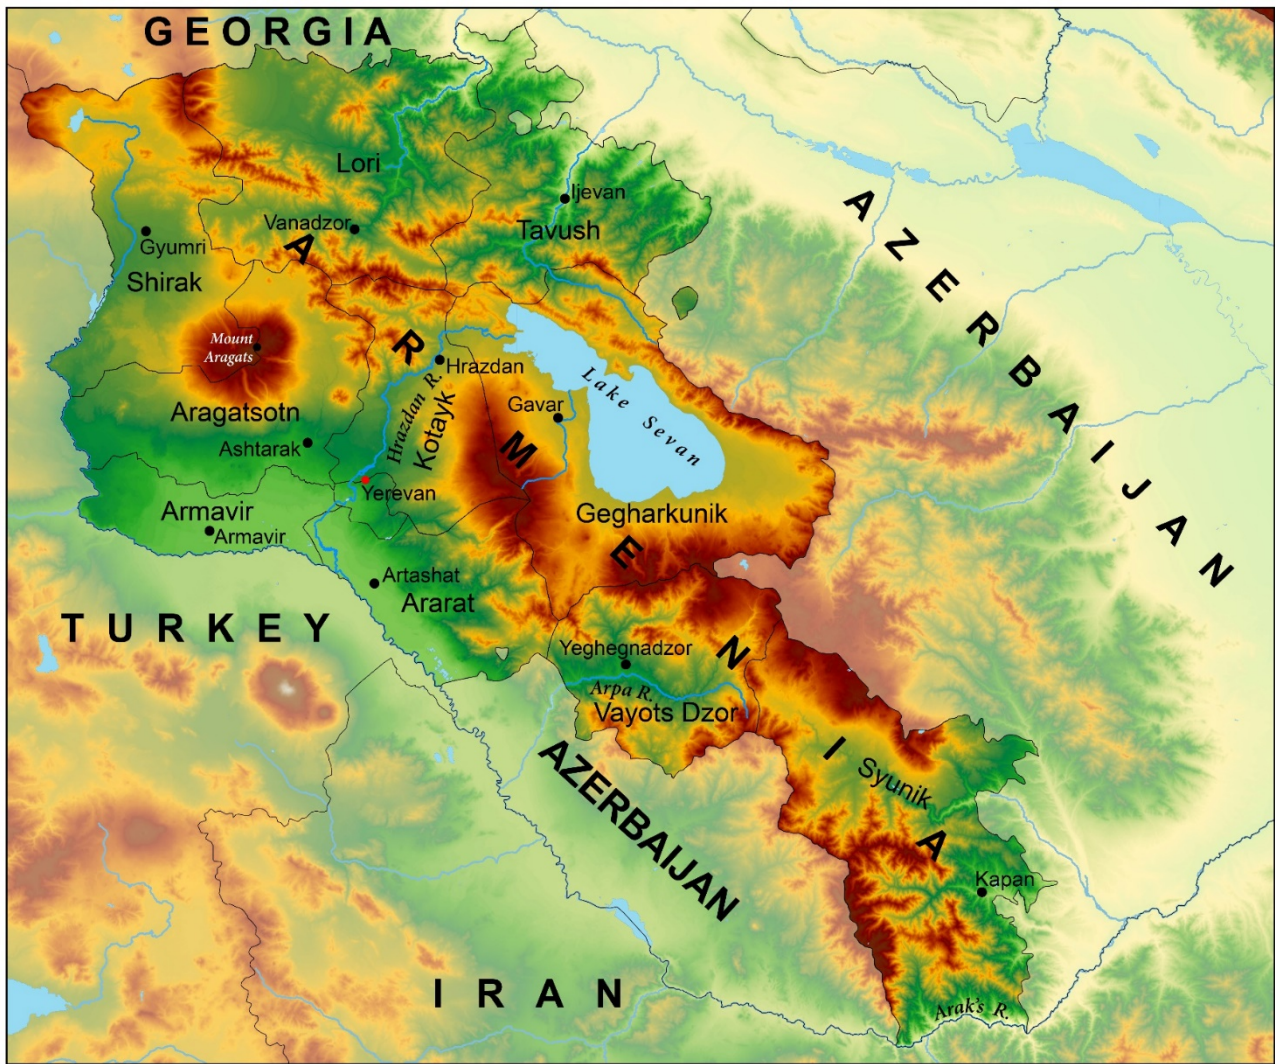 GEORGIA
Lori
Ijevan
Vanadzor
Tavush
Gyumri
Shirak
ARMENIA
AZERBAIJAN
Mount
Aragats
Hrazdan
Hrazdan R.
Kotayk
Lake Sevan
Gavar
Aragatsotn
Ashtarak
Yerevan
Armavir
Armavir
Gegharkunik
Artashat
Ararat
TURKEY
Yeghegnadzor
Arpa R.
Vayots Dzor
AZERBAIJAN
Syunik
Kapan
IRAN
Arak's R.